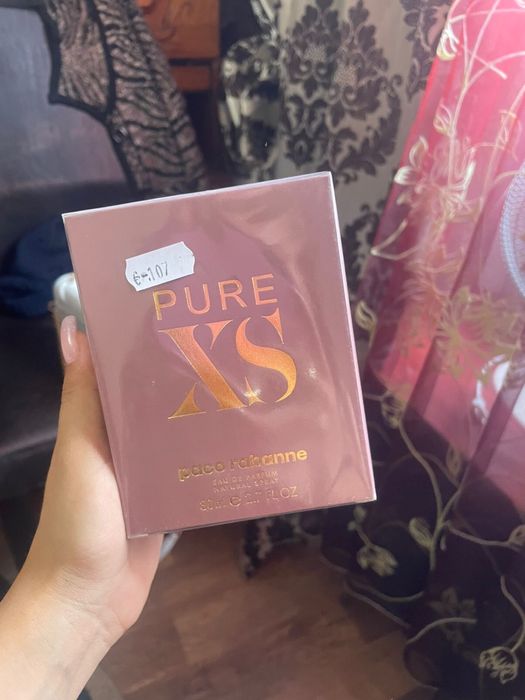 €-107
PURE
XS
paco rabanne
EAU DE PARFUM
NATURAL SPRAY
80ml e 2.7 FL.OZ